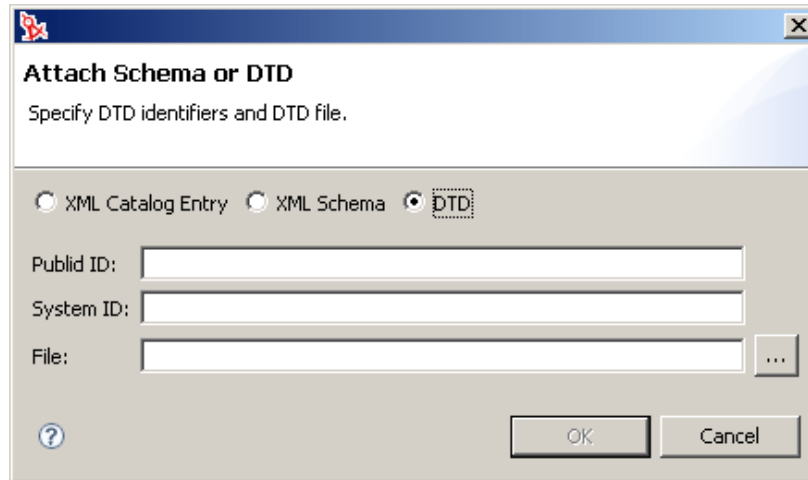 Attach Schema or DTD
Specify DTD identifiers and DTD file.
XML Catalog Entry XML Schema DTD
Publid ID:
System ID:
File:
...
OK Cancel